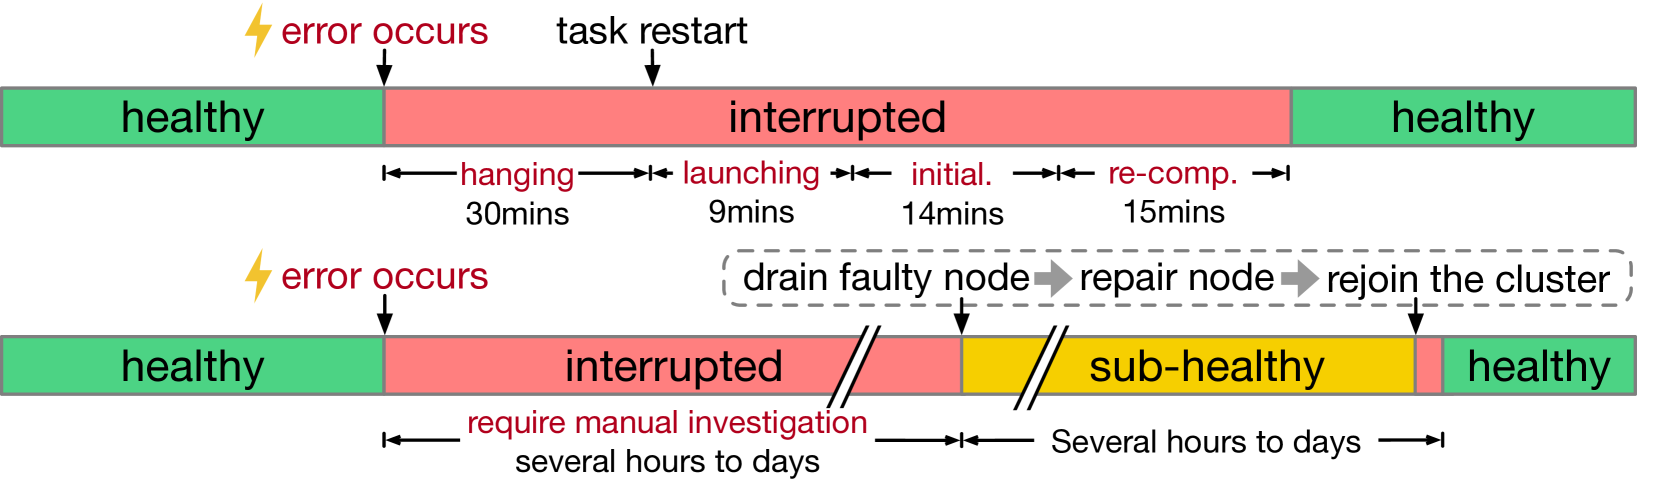 error occurs task restart
healthy interrupted healthy
hanging launching initial. re-comp.
30mins 9mins 14mins 15mins
error occurs drain faulty node repair node rejoin the cluster
healthy interrupted sub-healthy healthy
require manual investigation
several hours to days Several hours to days